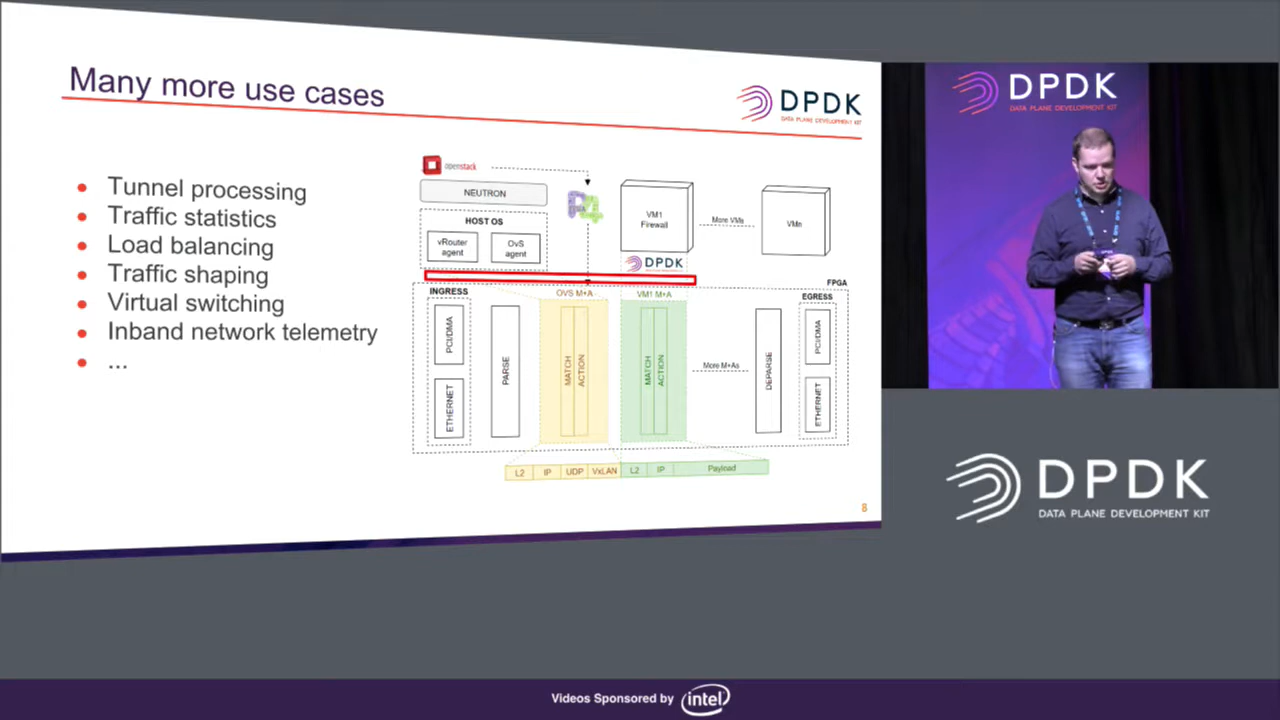 Many more use cases
DPDK
DATA PLANE DEVELOPMENT KIT
• Tunnel processing
• Traffic statistics
• Load balancing
• Traffic shaping
• Virtual switching
• Inband network telemetry
• ...
openstack
NEUTRON
HOST OS
vRouter
agent
OvS
agent
P4
VM1
Firewall
More VMs
VMn
DPDK
FPGA
INGRESS
OVS M+A
VM1 M+A
EGRESS
PCI/DMA
ETHERNET
PARSE
MATCH
ACTION
MATCH
ACTION
More M+As
DEPARSE
PCI/DMA
ETHERNET
L2 IP UDP VxLAN L2 IP Payload
8
DPDK
DATA PLANE DEVELOPMENT KIT
DPDK
DATA PLANE DEVELOPMENT KIT
Videos Sponsored by intel